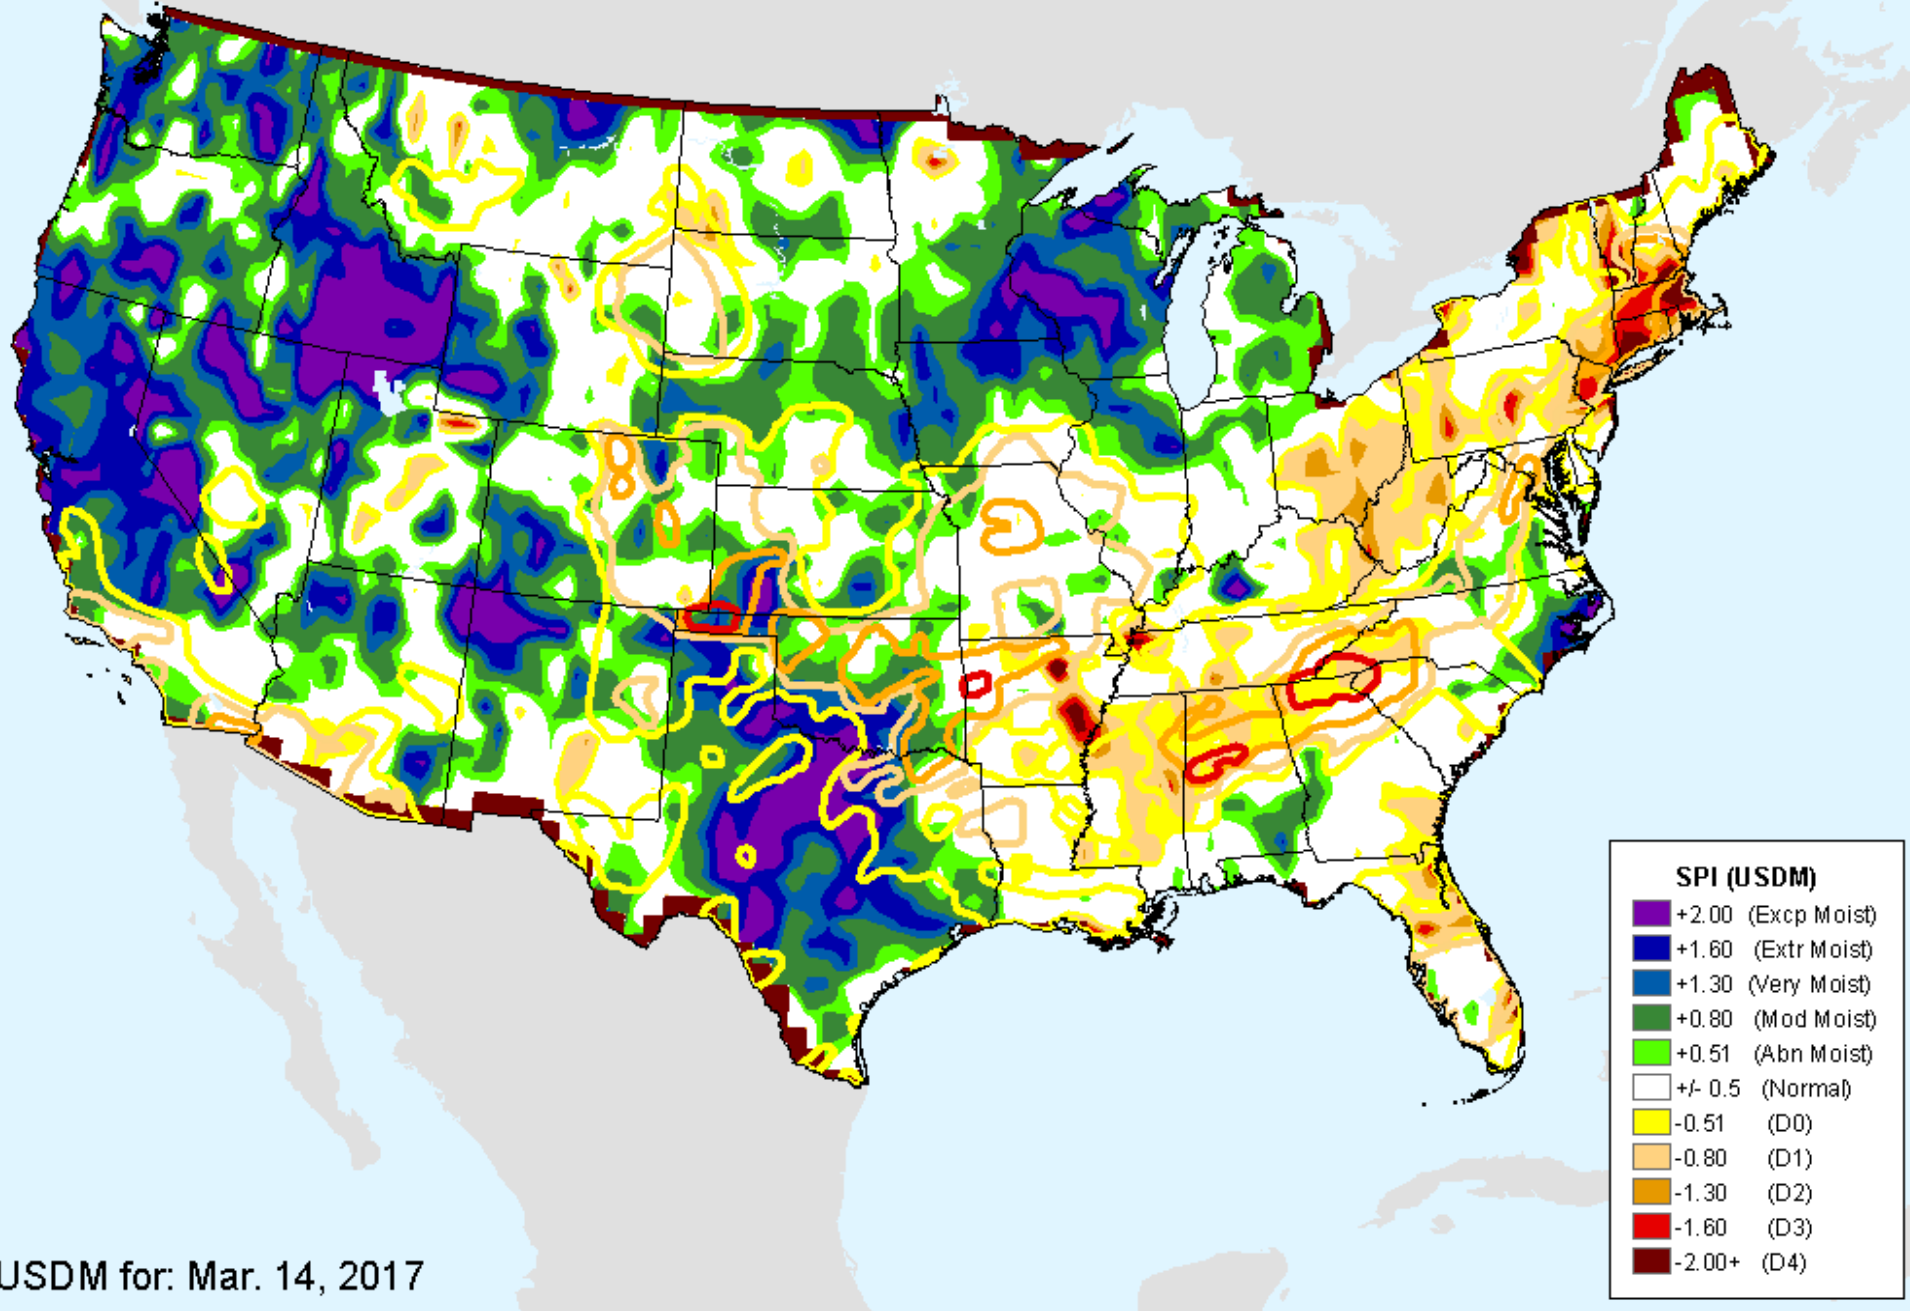 SPI (USDM)
+2.00 (Excp Moist)
+1.60 (Extr Moist)
+1.30 (Very Moist)
+0.80 (Mod Moist)
+0.51 (Abn Moist)
+/- 0.5 (Normal)
-0.51 (D0)
-0.80 (D1)
-1.30 (D2)
-1.60 (D3)
-2.00+ (D4)
USDM for: Mar. 14, 2017